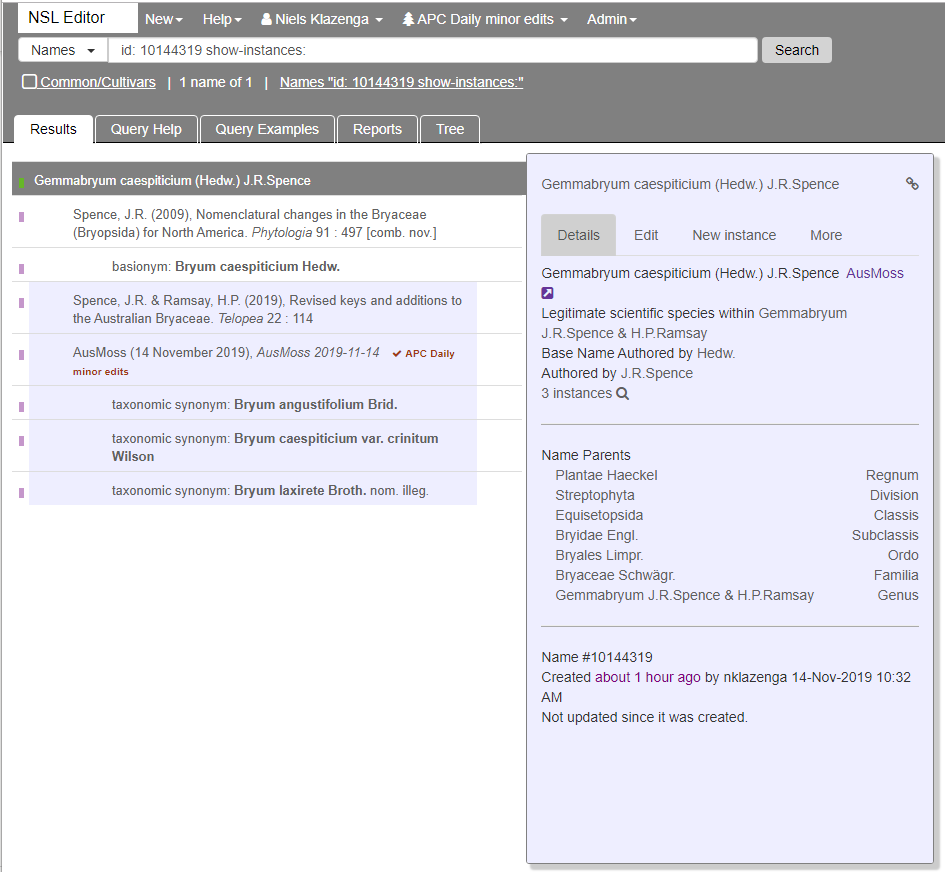 NSL Editor New Help Niels Klazenga APC Daily minor edits Admin
Names id: 10144319 show-instances: Search
Common/Cultivars | 1 name of 1 | Names "id: 10144319 show-instances:"
Results Query Help Query Examples Reports Tree
Gemmabryum caespiticium (Hedw.) J.R.Spence
Spence, J.R. (2009), Nomenclatural changes in the Bryaceae
(Bryopsida) for North America. Phytologia 91 : 497 [comb. nov.]
basionym: Bryum caespiticium Hedw.
Spence, J.R. & Ramsay, H.P. (2019), Revised keys and additions to
the Australian Bryaceae. Telopea 22 : 114
AusMoss (14 November 2019), AusMoss 2019-11-14 ✔ APC Daily
minor edits
taxonomic synonym: Bryum angustifolium Brid.
taxonomic synonym: Bryum caespiticium var. crinitum
Wilson
taxonomic synonym: Bryum laxirete Broth. nom. illeg.
Gemmabryum caespiticium (Hedw.) J.R.Spence
Details Edit New instance More
Gemmabryum caespiticium (Hedw.) J.R.Spence AusMoss
Legitimate scientific species within Gemmabryum
J.R.Spence & H.P.Ramsay
Base Name Authored by Hedw.
Authored by J.R.Spence
3 instances
Name Parents
Plantae Haeckel Regnum
Streptophyta Division
Equisetopsida Classis
Bryidae Engl. Subclassis
Bryales Limpr. Ordo
Bryaceae Schwägr. Familia
Gemmabryum J.R.Spence & H.P.Ramsay Genus
Name #10144319
Created about 1 hour ago by nklazenga 14-Nov-2019 10:32
AM
Not updated since it was created.